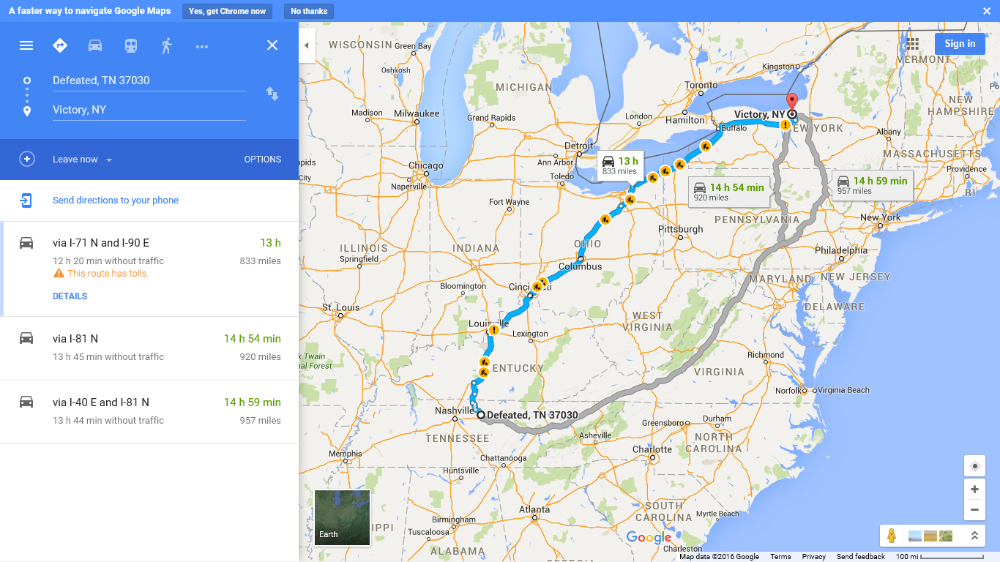 A faster way to navigate Google Maps
Yes, get Chrome now
No thanks
Defeated, TN 37030
Victory, NY
Leave now
OPTIONS
Send directions to your phone
via I-71 N and I-90 E
13 h
12 h 20 min without traffic
833 miles
This route has tolls.
DETAILS
via I-81 N
14 h 54 min
13 h 45 min without traffic
920 miles
via I-40 E and I-81 N
14 h 59 min
13 h 44 min without traffic
957 miles
Sign in
WISCONSIN
Green Bay
Oshkosh
MICHIGAN
Madison
Milwaukee
Grand Rapids
London
Toronto
Hamilton
Kingston
VERMONT
NEW
HAMPSHIRE
Victory, NY
NEW YORK
Buffalo
Albany
MASSACHUSETTS
Providence
RI
Detroit
Ann Arbor
Toledo
Chicago
Naperville
Fort Wayne
13 h
833 miles
14 h 54 min
920 miles
14 h 59 min
957 miles
PENNSYLVANIA
New York
Pittsburgh
Philadelphia
OHIO
Columbus
ILLINOIS
Springfield
INDIANA
Bloomington
MARYLAND
NEW JERSEY
DELAWARE
St. Louis
Louisville
Lexington
WEST
VIRGINIA
k Twain
nal Forest
ENTUCKY
Richmond
VIRGINIA
Norfolk
Virginia Beach
Nashville
Defeated, TN 37030
TENNESSEE
Greensboro
Durham
Asheville
NORTH
CAROLINA
Charlotte
Memphis
Chattanooga
Huntsville
Atlanta
SOUTH
CAROLINA
Myrtle Beach
Birmingham
Tuscaloosa
IPPI
ALABAMA
Charleston
Earth
Google
Map data ©2016 Google
Terms
Privacy
Send feedback
100 mi